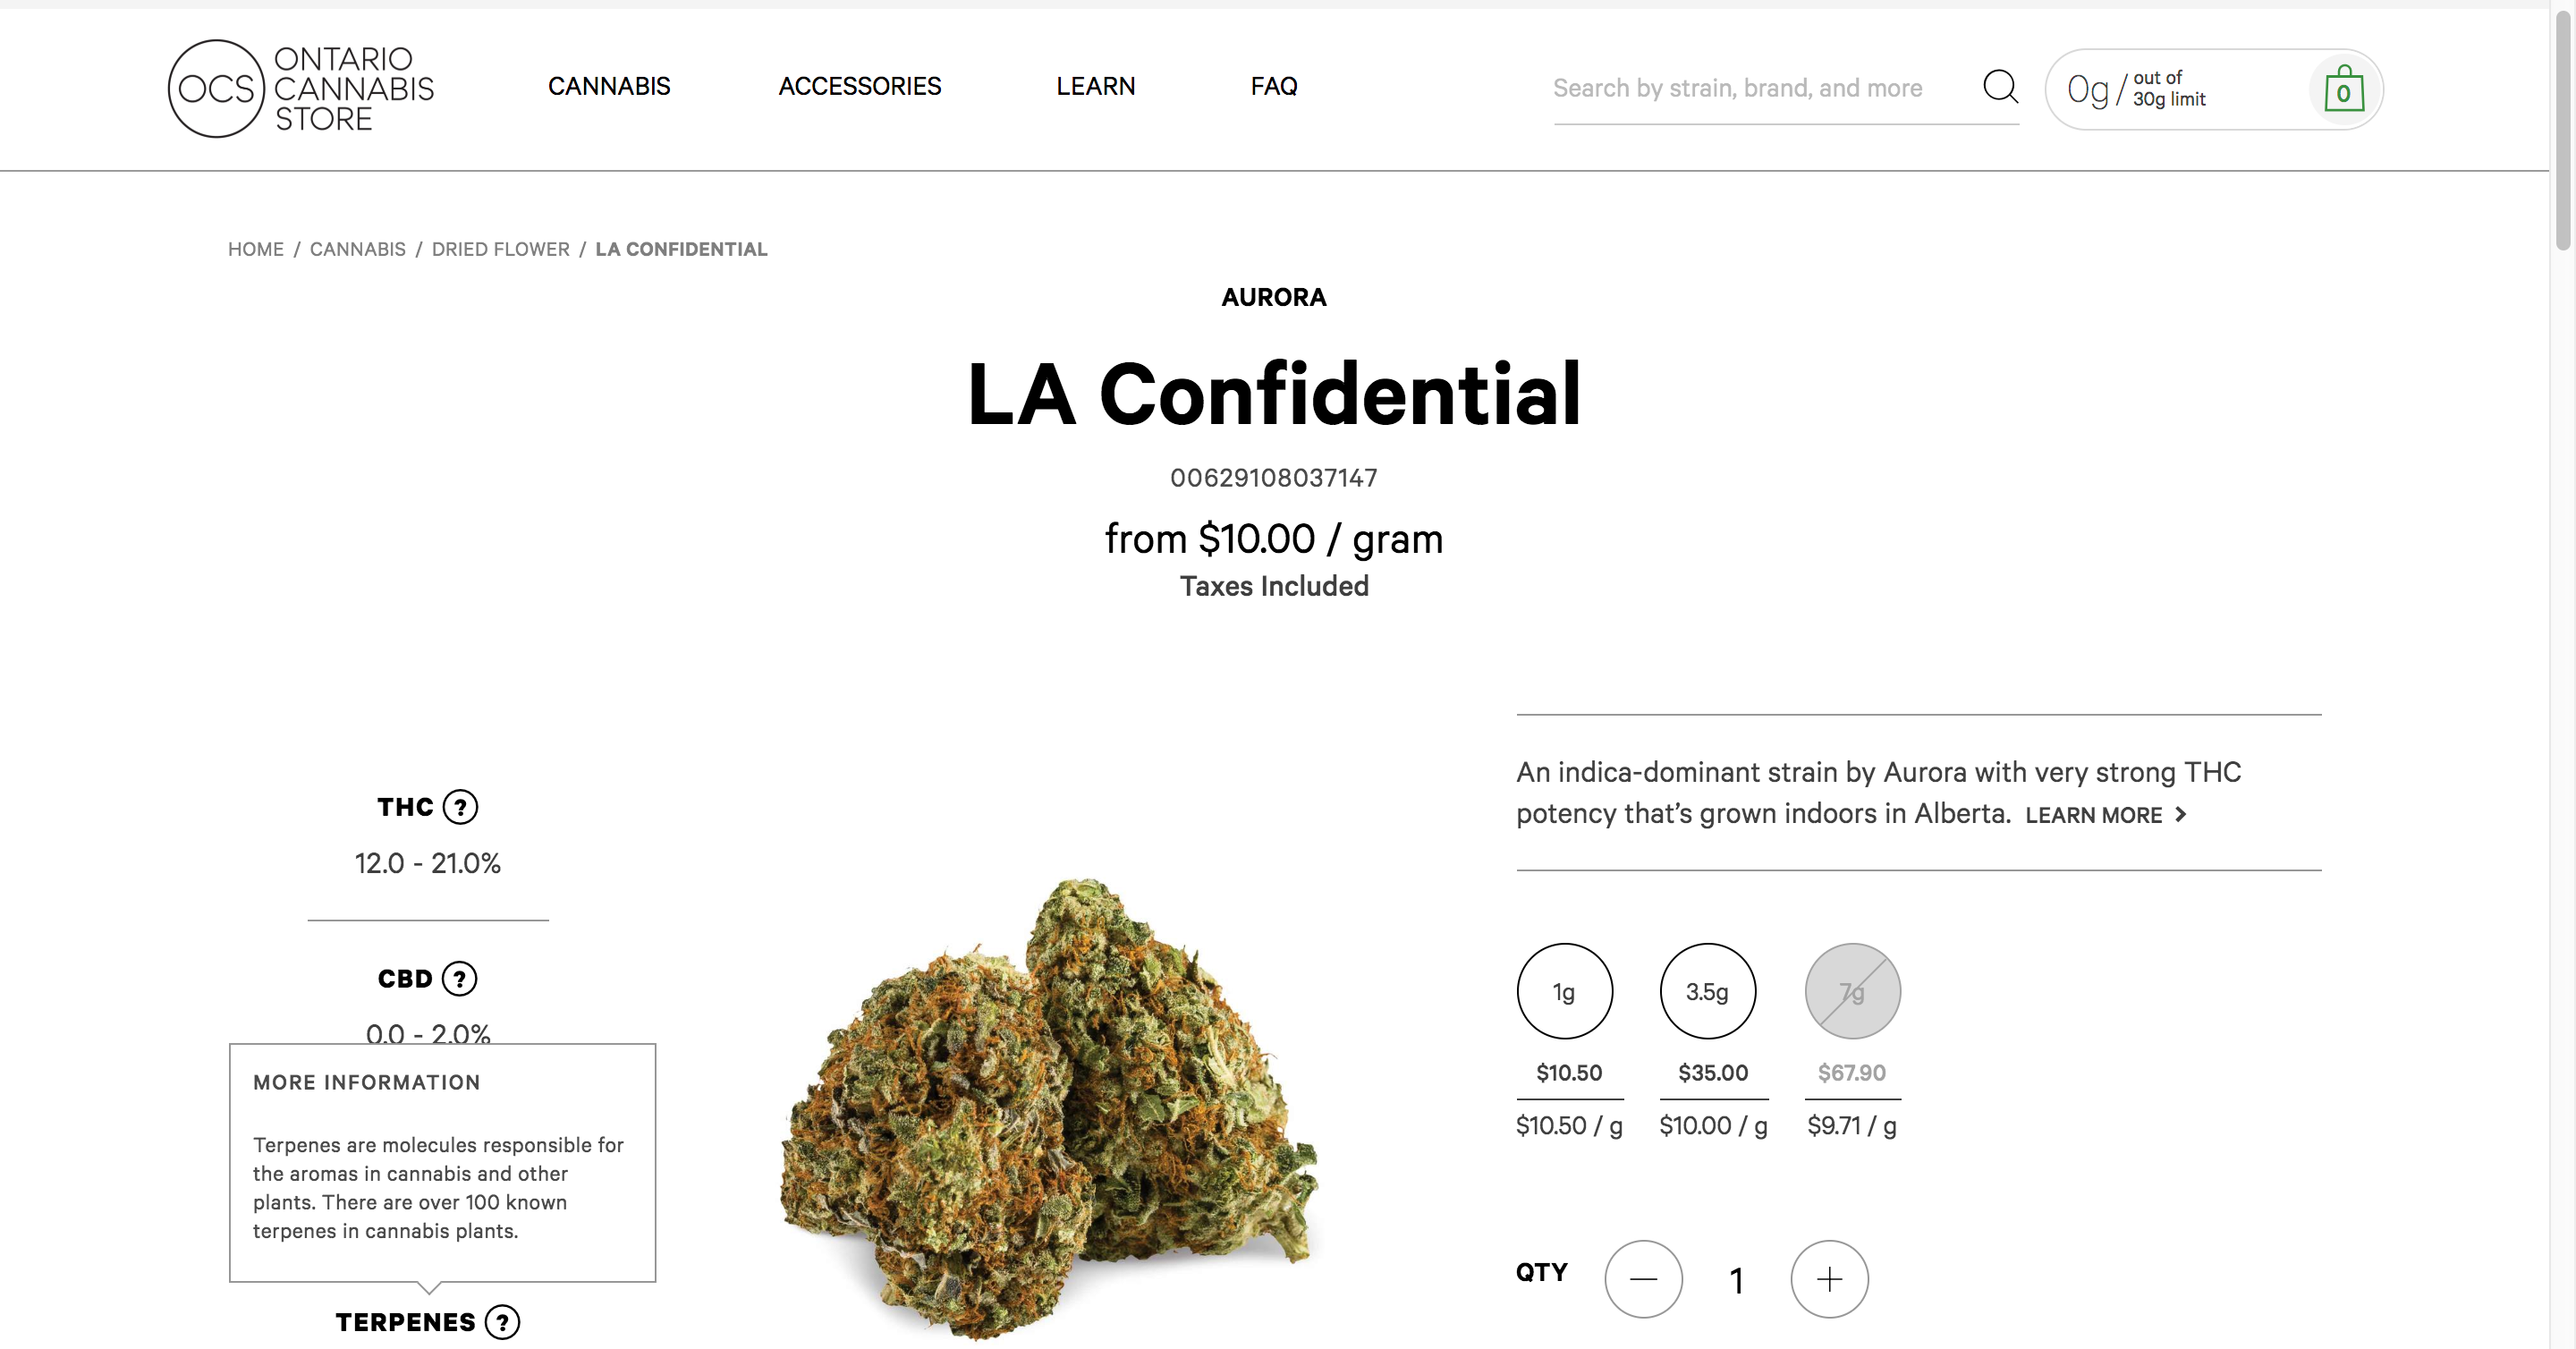 OCS
ONTARIO
CANNABIS
STORE
CANNABIS
ACCESSORIES
LEARN
FAQ
Search by strain, brand, and more
0g / out of
30g limit
0
HOME / CANNABIS / DRIED FLOWER / LA CONFIDENTIAL
AURORA
LA Confidential
00629108037147
from $10.00 / gram
Taxes Included
THC ?
12.0 - 21.0%
CBD ?
0.0 - 2.0%
MORE INFORMATION
Terpenes are molecules responsible for
the aromas in cannabis and other
plants. There are over 100 known
terpenes in cannabis plants.
TERPENES ?
An indica-dominant strain by Aurora with very strong THC
potency that’s grown indoors in Alberta. LEARN MORE >
1g
3.5g
7g
$10.50
$35.00
$67.90
$10.50 / g
$10.00 / g
$9.71 / g
QTY
1